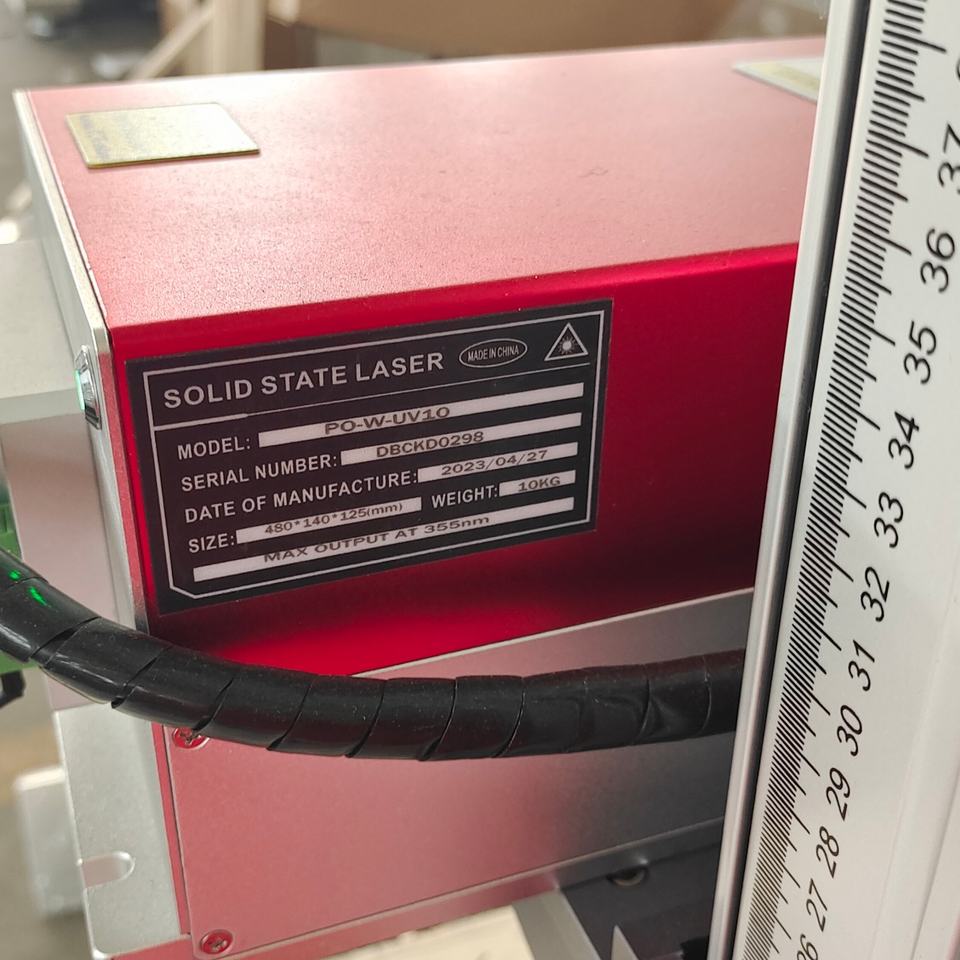 SOLID STATE LASER MADE IN CHINA
MODEL: PO-W-UV10
SERIAL NUMBER: DBCKD0298
DATE OF MANUFACTURE: 2023/04/27
SIZE: 480*140*125(mm) WEIGHT: 10KG
MAX OUTPUT AT 355nm
37
36
35
34
33
32
31
30
29
28
27
26